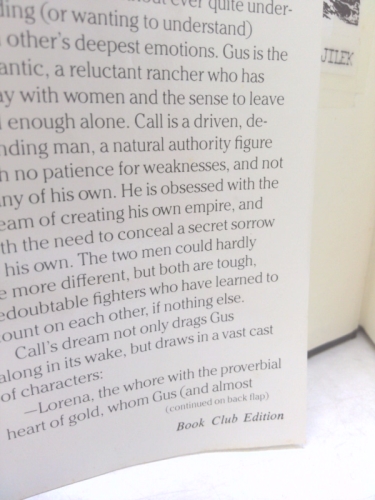 ever quite under-
ding (or wanting to understand)
other's deepest emotions. Gus is the
antic, a reluctant rancher who has
ay with women and the sense to leave
enough alone. Call is a driven, de-
nding man, a natural authority figure
h no patience for weaknesses, and not
ny of his own. He is obsessed with the
eam of creating his own empire, and
th the need to conceal a secret sorrow
his own. The two men could hardly
e more different, but both are tough,
edoubtable fighters who have learned to
ount on each other, if nothing else.
Call's dream not only drags Gus
along in its wake, but draws in a vast cast
of characters:
—Lorena, the whore with the proverbial
heart of gold, whom Gus (and almost
(continued on back flap)
Book Club Edition
JILEK